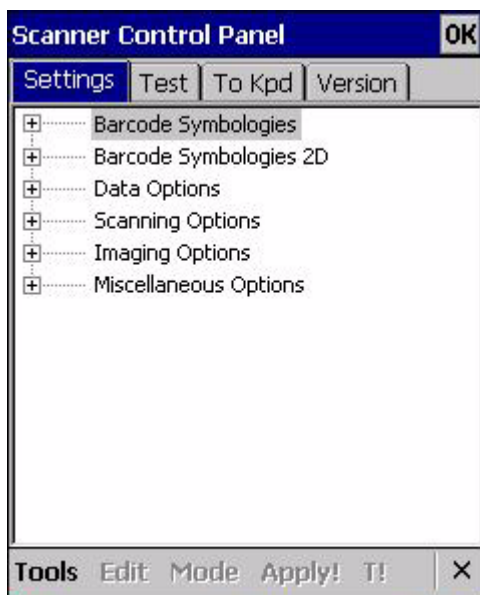 Scanner Control Panel OK
Settings Test To Kpd Version
Barcode Symbologies
Barcode Symbologies 2D
Data Options
Scanning Options
Imaging Options
Miscellaneous Options
Tools Edit Mode Apply! T! ×